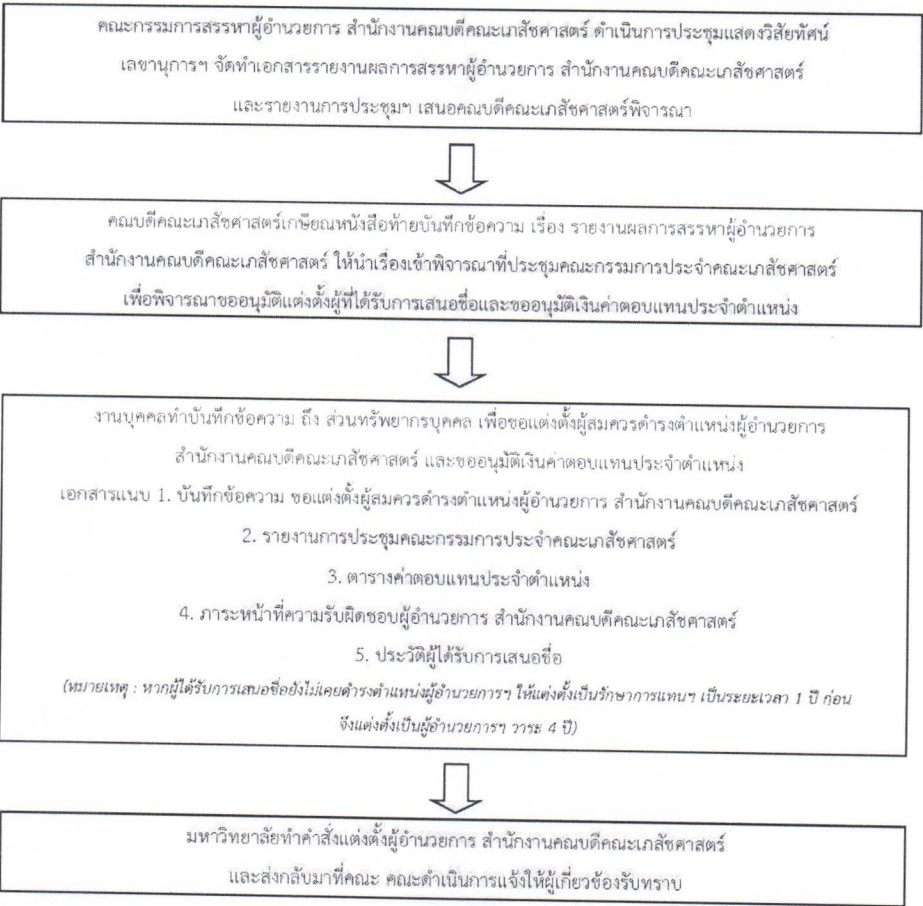 คณะกรรมการสรรหาผู้อำนวยการ สำนักงานคณบดีคณะเภสัชศาสตร์ ดำเนินการประชุมแสดงวิสัยทัศน์
เลขานุการฯ จัดทำเอกสารรายงานผลการสรรหาผู้อำนวยการ สำนักงานคณบดีคณะเภสัชศาสตร์
และรายงานการประชุมฯ เสนอคณบดีคณะเภสัชศาสตร์พิจารณา
คณบดีคณะเภสัชศาสตร์เกษียณหนังสือท้ายบันทึกข้อความ เรื่อง รายงานผลการสรรหาผู้อำนวยการ
สำนักงานคณบดีคณะเภสัชศาสตร์ ให้นำเรื่องเข้าพิจารณาที่ประชุมคณะกรรมการประจำคณะเภสัชศาสตร์
เพื่อพิจารณาขออนุมัติแต่งตั้งผู้ที่ได้รับการเสนอชื่อและขออนุมัติเงินค่าตอบแทนประจำตำแหน่ง
งานบุคคลทำบันทึกข้อความ ถึง ส่วนทรัพยากรบุคคล เพื่อขอแต่งตั้งผู้สมควรดำรงตำแหน่งผู้อำนวยการ
สำนักงานคณบดีคณะเภสัชศาสตร์ และขออนุมัติเงินค่าตอบแทนประจำตำแหน่ง
เอกสารแนบ 1. บันทึกข้อความ ขอแต่งตั้งผู้สมควรดำรงตำแหน่งผู้อำนวยการ สำนักงานคณบดีคณะเภสัชศาสตร์
2. รายงานการประชุมคณะกรรมการประจำคณะเภสัชศาสตร์
3. ตารางค่าตอบแทนประจำตำแหน่ง
4. ภาระหน้าที่ความรับผิดชอบผู้อำนวยการ สำนักงานคณบดีคณะเภสัชศาสตร์
5. ประวัติผู้ได้รับการเสนอชื่อ
(หมายเหตุ : หากผู้ได้รับการเสนอชื่อยังไม่เคยดำรงตำแหน่งผู้อำนวยการฯ ให้แต่งตั้งเป็นรักษาการแทนฯ เป็นระยะเวลา 1 ปี ก่อน
จึงแต่งตั้งเป็นผู้อำนวยการฯ วาระ 4 ปี)
มหาวิทยาลัยทำคำสั่งแต่งตั้งผู้อำนวยการ สำนักงานคณบดีคณะเภสัชศาสตร์
และส่งกลับมาที่คณะ คณะดำเนินการแจ้งให้ผู้เกี่ยวข้องรับทราบ